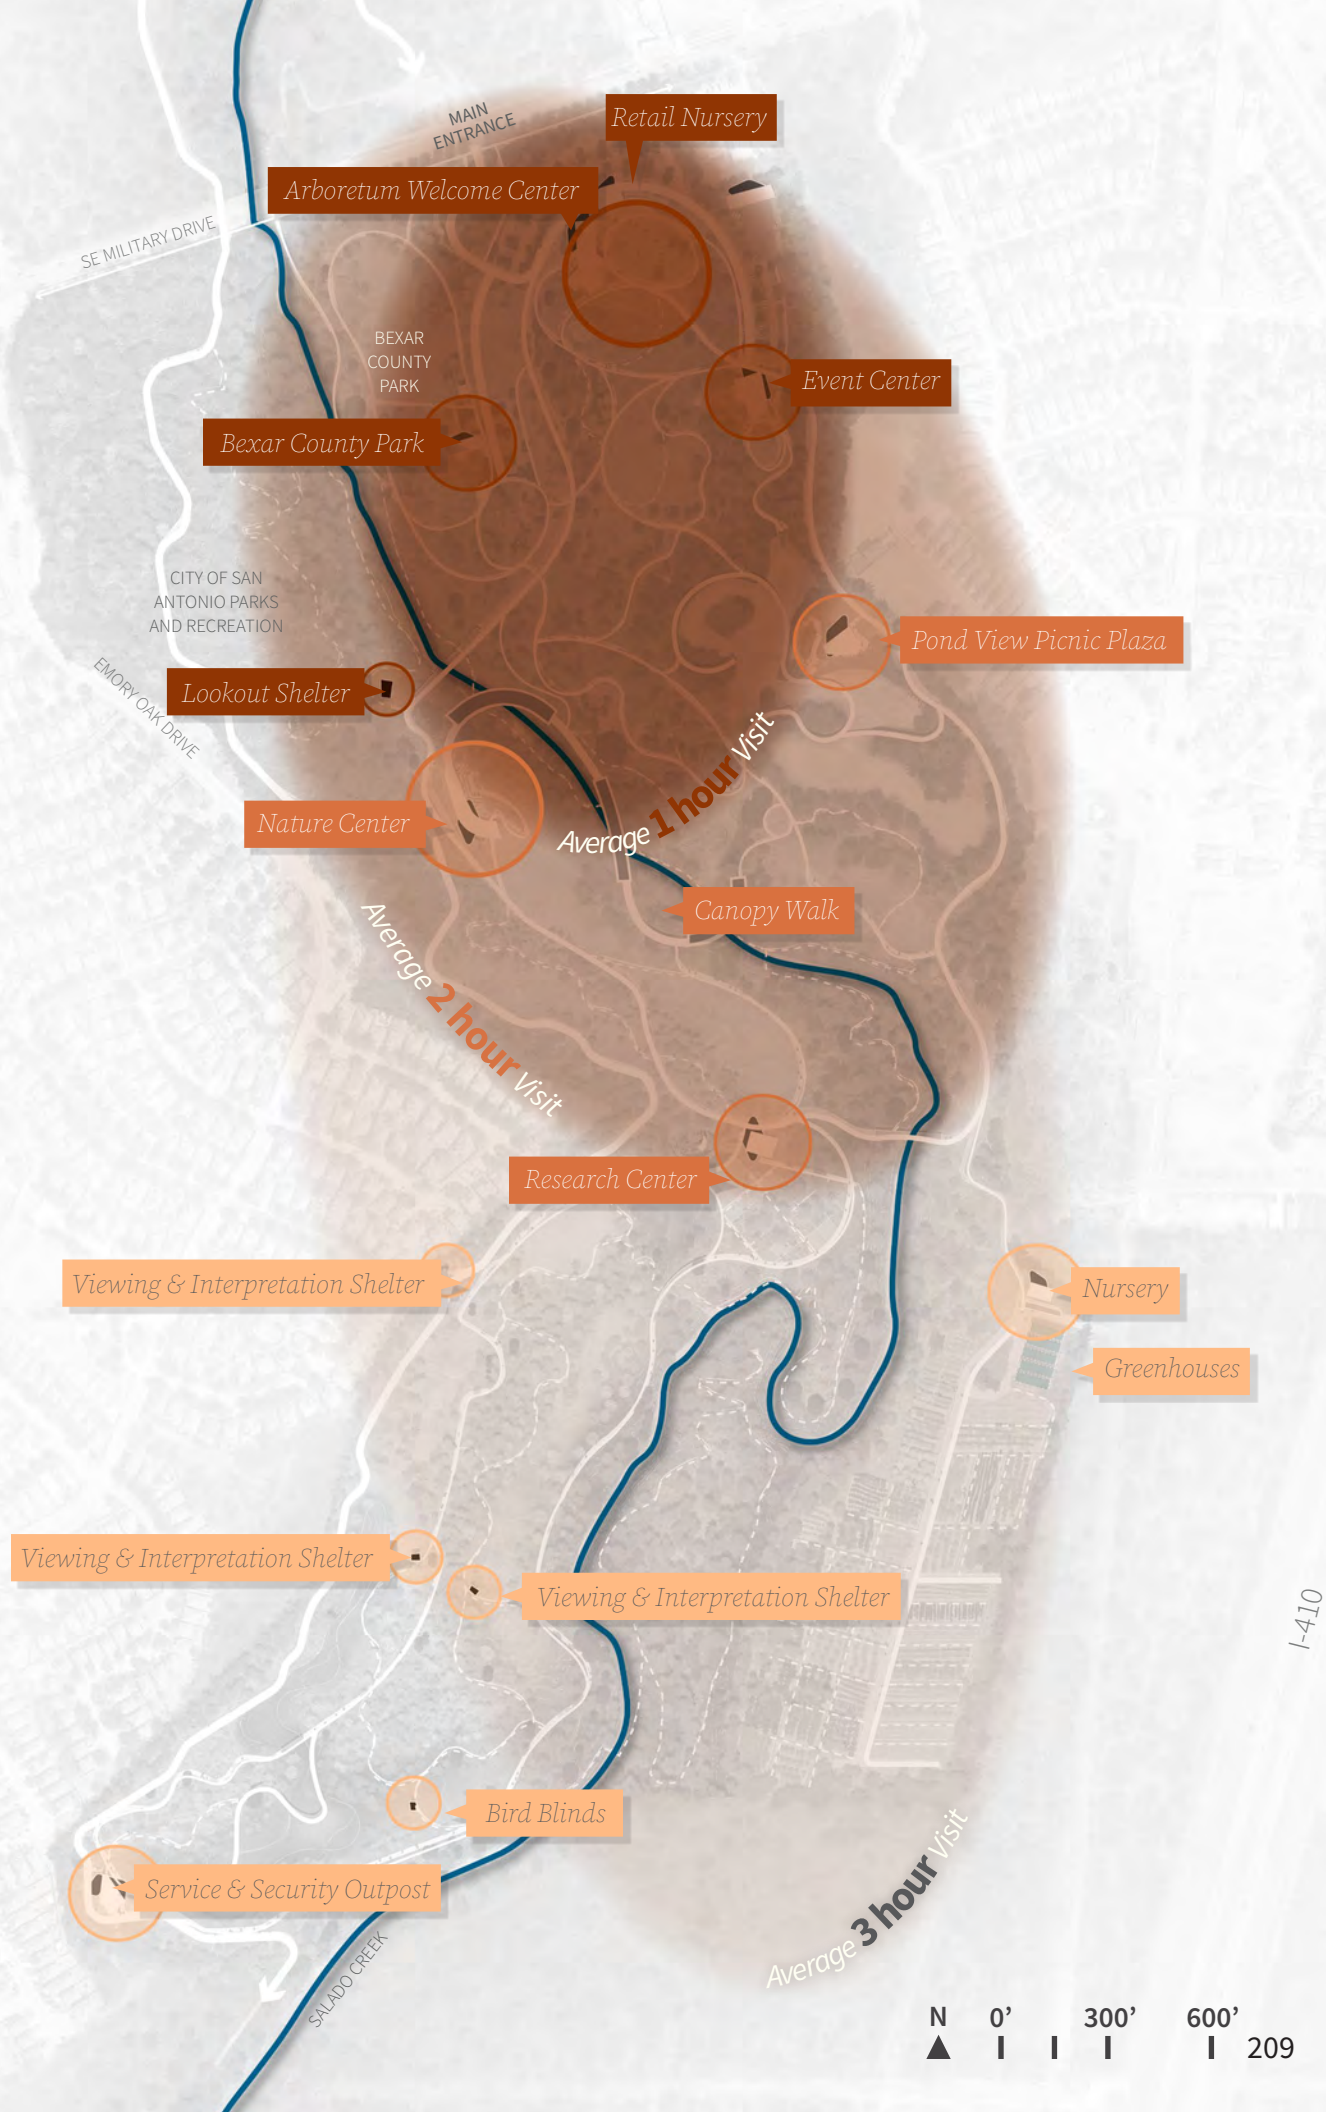 MAIN
ENTRANCE
Retail Nursery
Arboretum Welcome Center
SE MILITARY DRIVE
BEXAR
COUNTY
PARK
Event Center
Bexar County Park
CITY OF SAN
ANTONIO PARKS
AND RECREATION
Pond View Picnic Plaza
Lookout Shelter
EMORY OAK DRIVE
Average 1 hour Visit
Nature Center
Canopy Walk
Average 2 hour Visit
Research Center
Viewing & Interpretation Shelter
Nursery
Greenhouses
Viewing & Interpretation Shelter
Viewing & Interpretation Shelter
I-410
Bird Blinds
Service & Security Outpost
Average 3 hour Visit
SALADO CREEK
N 0’ 300’ 600’
209